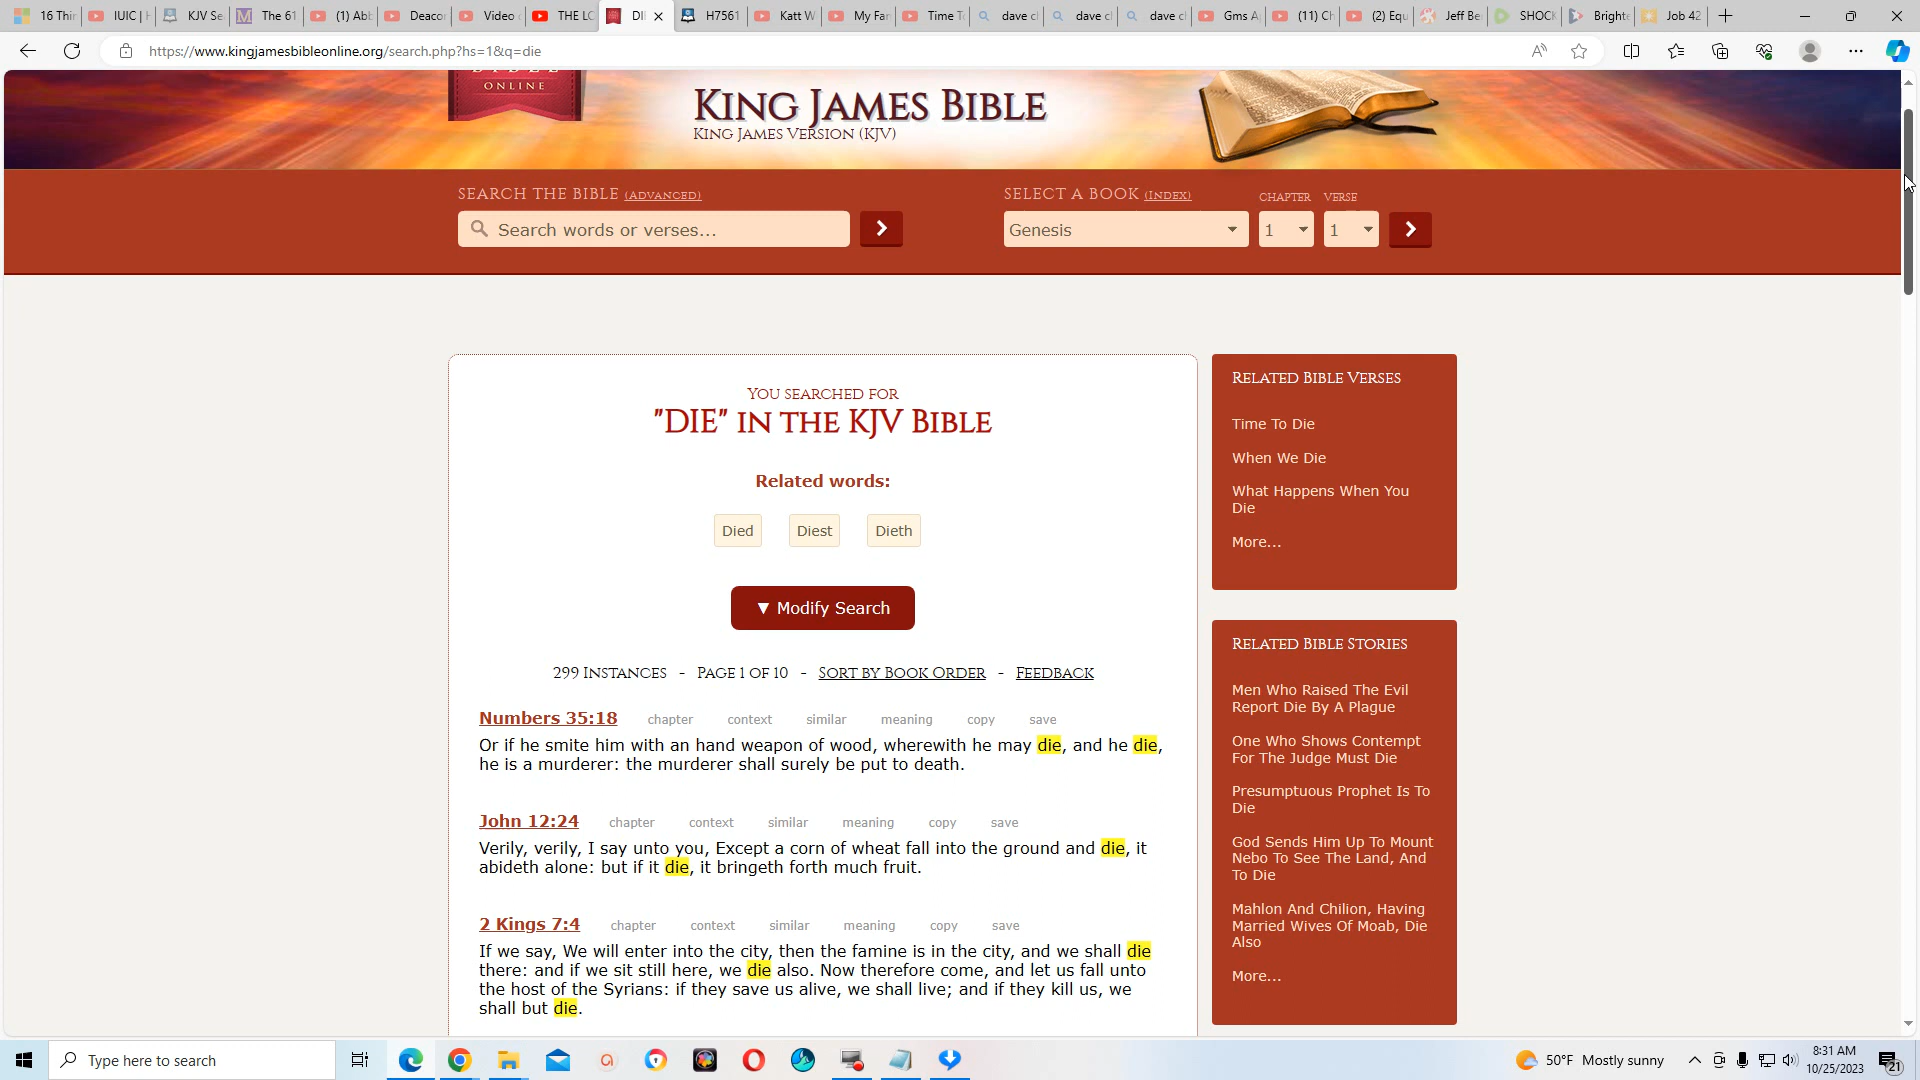 16 Thin
IUIC | H
KJV Se
The 61
(1) Abb
Deacon
Video
THE LO
DI
H7561
Katt W
My Far
Time T
dave cl
dave cl
dave cl
Gms A
(11) Ch
(2) Equ
Jeff Be
SHOCK
Brighte
Job 42
https://www.kingjamesbibleonline.org/search.php?hs=1&q=die
ONLINE
King James Bible
King James Version (KJV)
Search the Bible (Advanced)
Search words or verses...
Select a Book (Index)
Chapter
Verse
Genesis
1
1
You searched for
"DIE" in the KJV Bible
Related words:
Died
Diest
Dieth
▼ Modify Search
299 Instances - Page 1 of 10 - Sort by Book Order - Feedback
Numbers 35:18 chapter context similar meaning copy save
Or if he smite him with an hand weapon of wood, wherewith he may die, and he die,
he is a murderer: the murderer shall surely be put to death.
John 12:24 chapter context similar meaning copy save
Verily, verily, I say unto you, Except a corn of wheat fall into the ground and die, it
abideth alone: but if it die, it bringeth forth much fruit.
2 Kings 7:4 chapter context similar meaning copy save
If we say, We will enter into the city, then the famine is in the city, and we shall die
there: and if we sit still here, we die also. Now therefore come, and let us fall unto
the host of the Syrians: if they save us alive, we shall live; and if they kill us, we
shall but die.
Related Bible Verses
Time To Die
When We Die
What Happens When You
Die
More...
Related Bible Stories
Men Who Raised The Evil
Report Die By A Plague
One Who Shows Contempt
For The Judge Must Die
Presumptuous Prophet Is To
Die
God Sends Him Up To Mount
Nebo To See The Land, And
To Die
Mahlon And Chilion, Having
Married Wives Of Moab, Die
Also
More...
Type here to search
50°F Mostly sunny
8:31 AM
10/25/2023
21